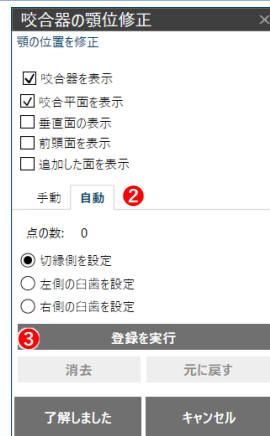 咬合器の顎位修正
顎の位置を修正
咬合器を表示
咬合平面を表示
垂直面の表示
前頭面を表示
追加した面を表示
手動 自動 2
点の数: 0
切縁側を設定
左側の臼歯を設定
右側の臼歯を設定
3 登録を実行
消去 元に戻す
了解しました キャンセル